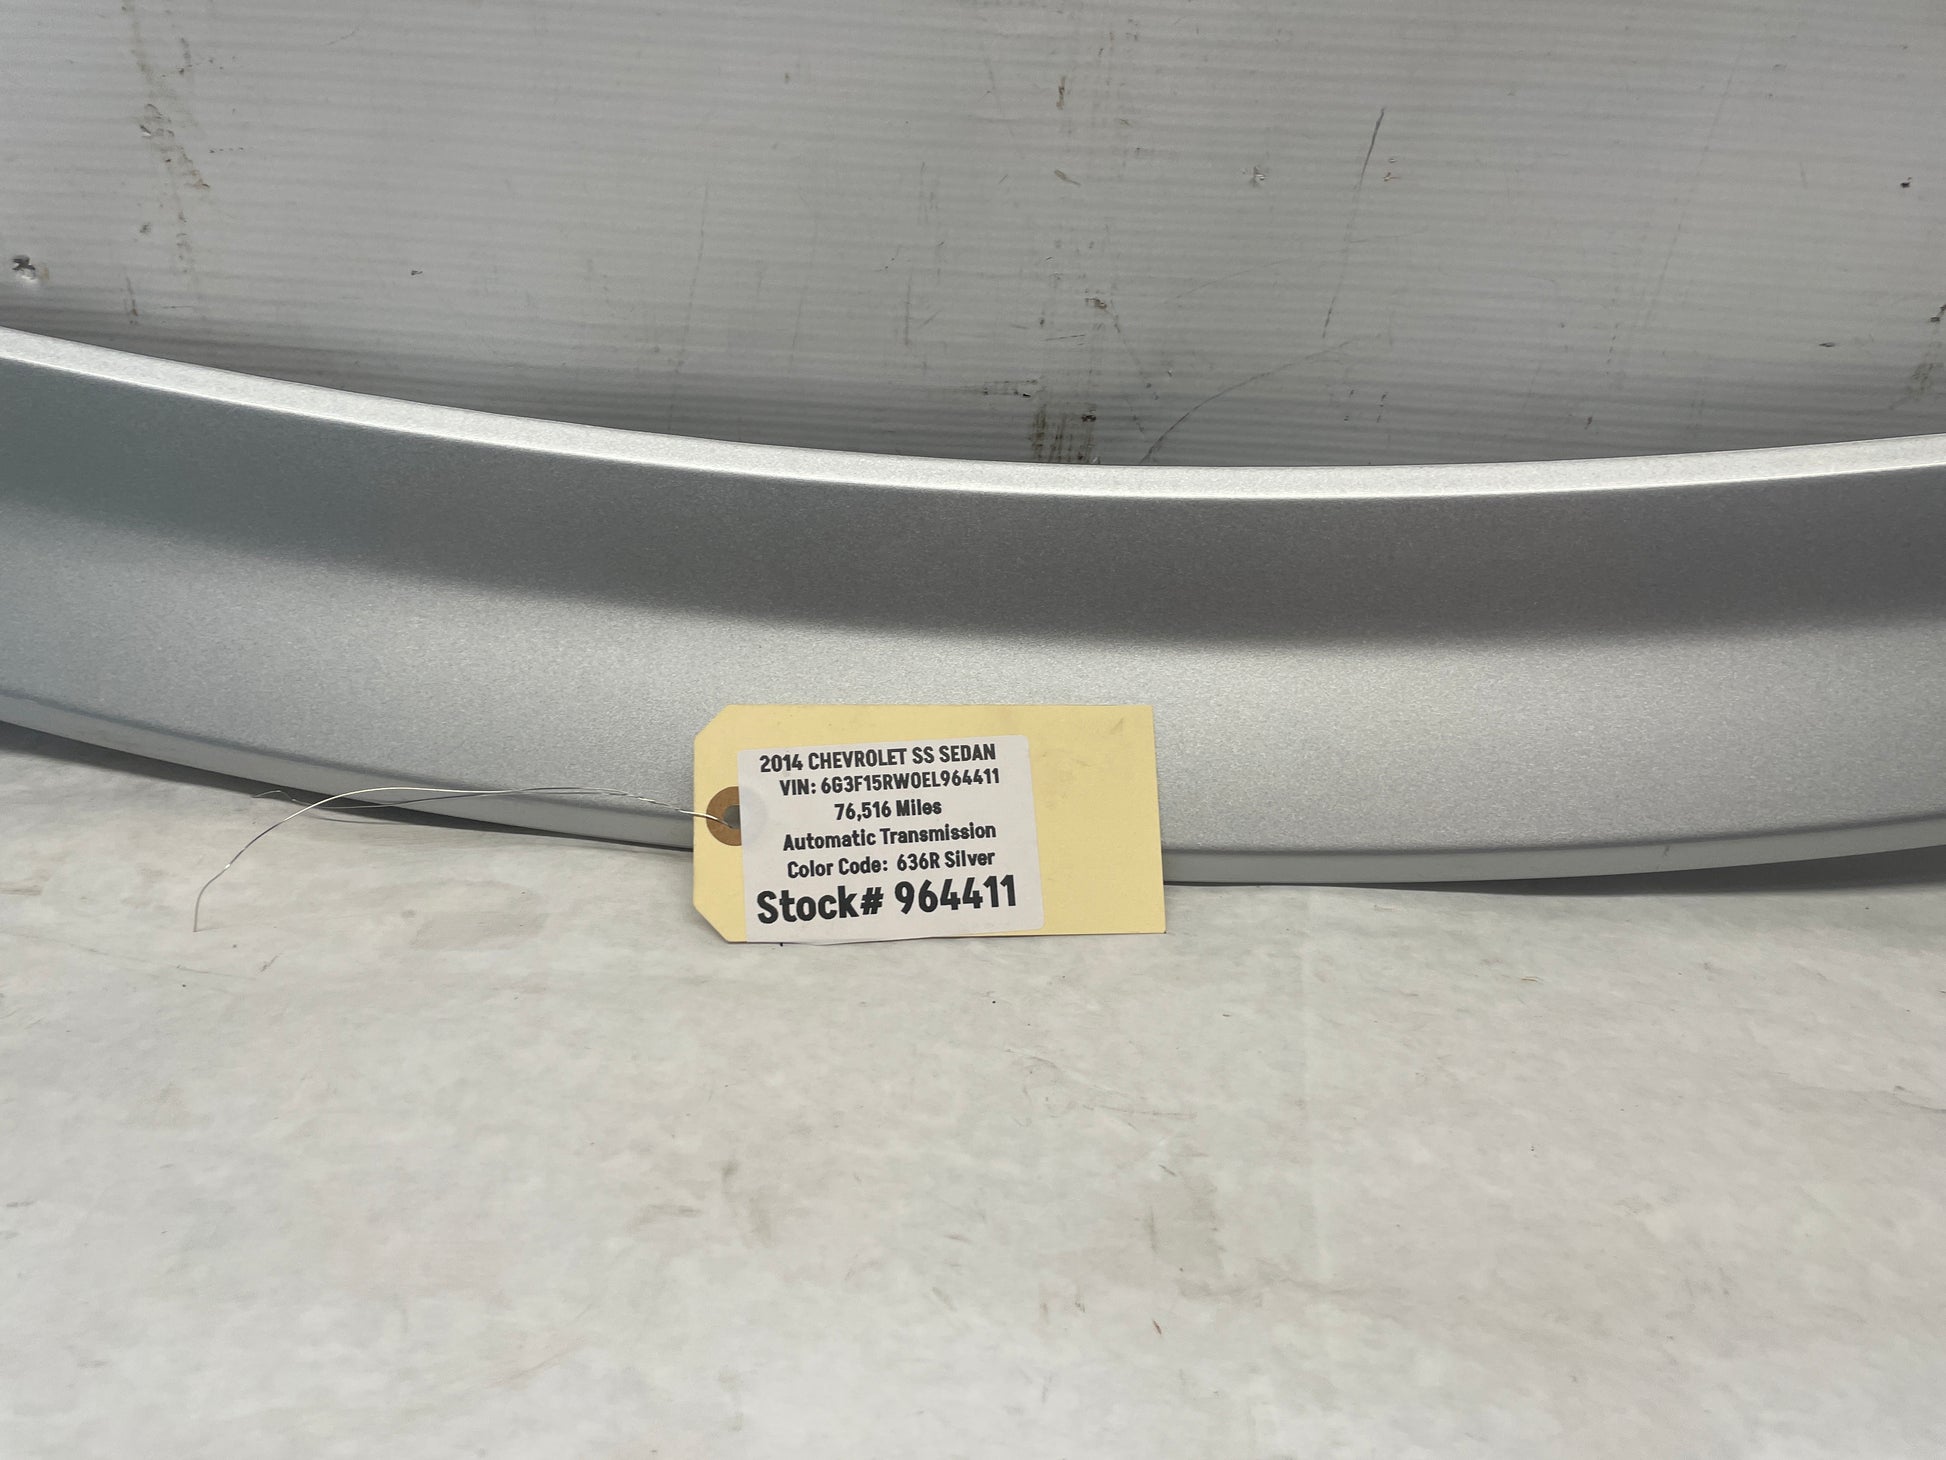 2014 CHEVROLET SS SEDAN
VIN: 6G3F15RW0EL964411
76,516 Miles
Automatic Transmission
Color Code: 636R Silver
Stock# 964411